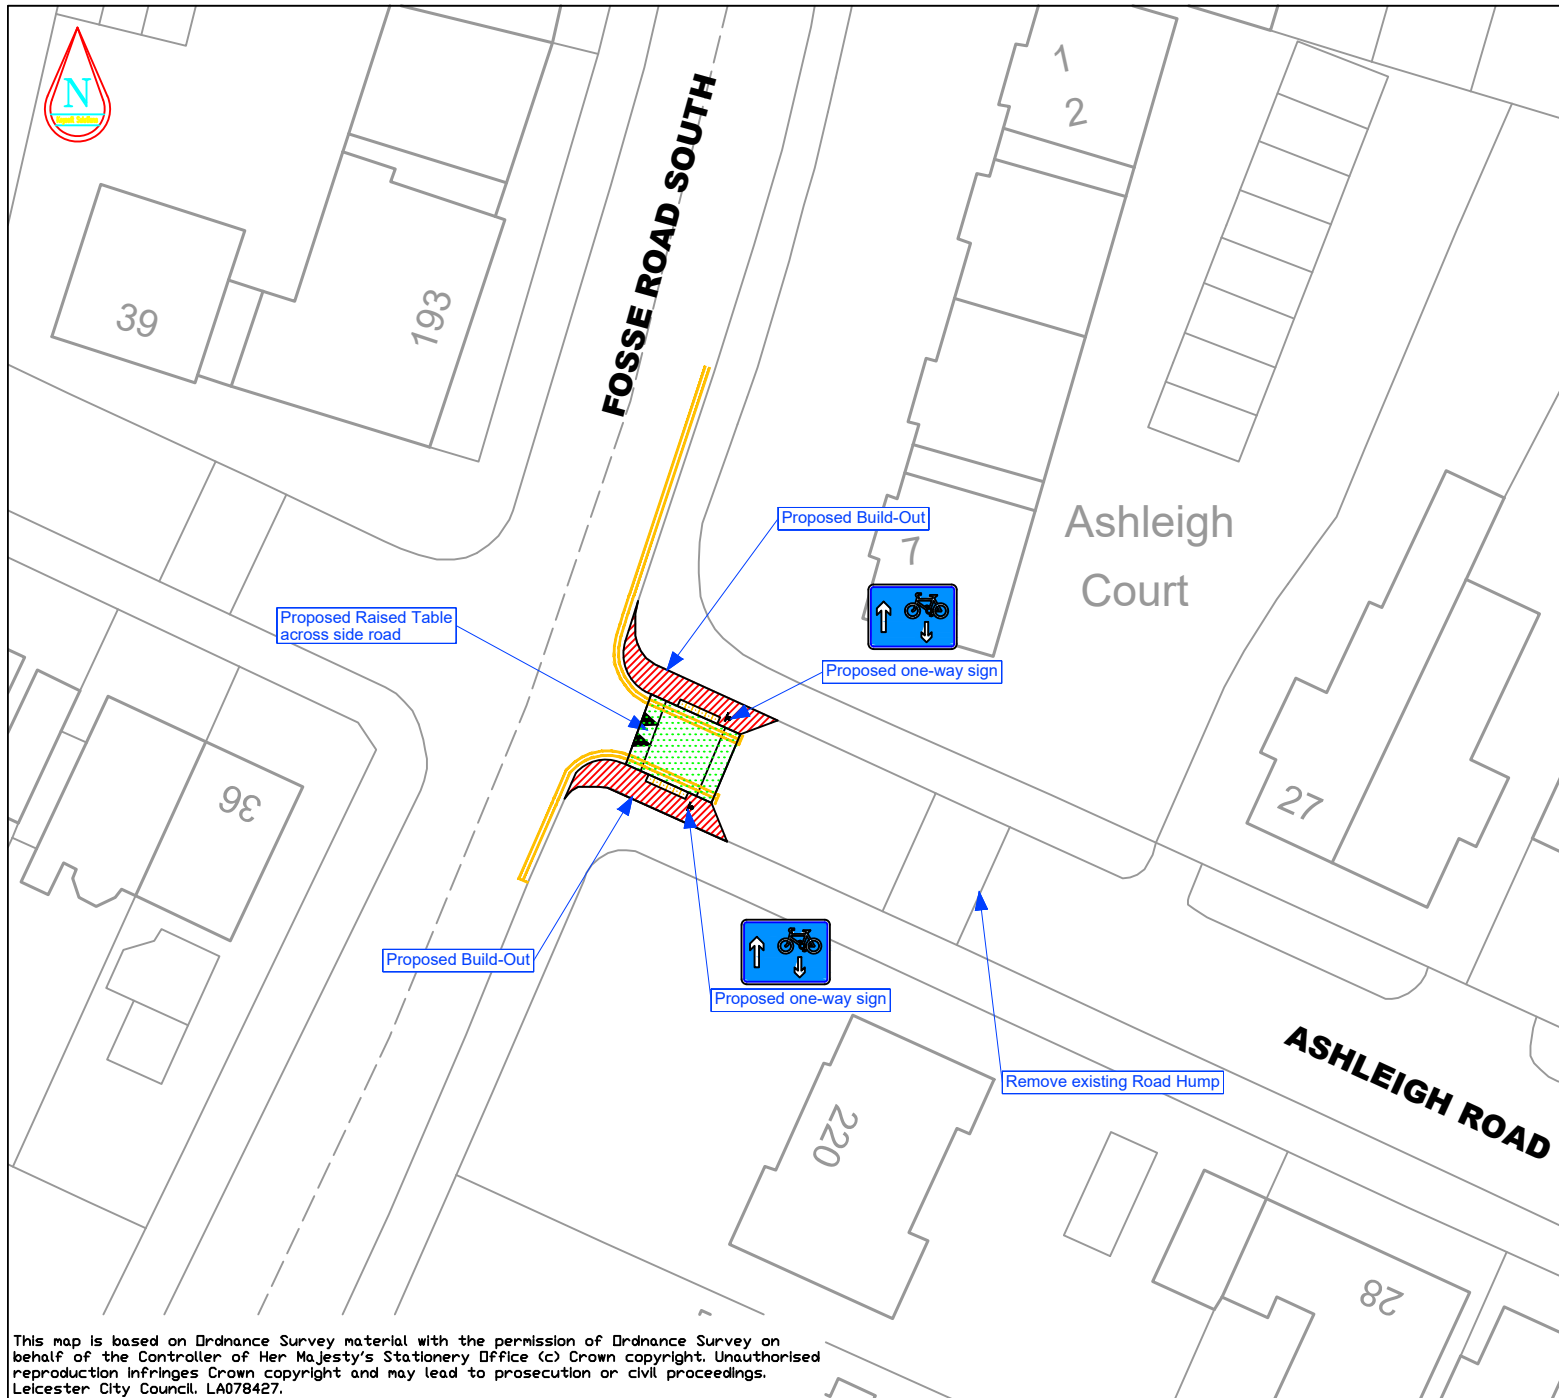 N
FOSSE ROAD SOUTH
1
2
39
193
Proposed Build-Out
Ashleigh
Court
7
Proposed Raised Table
across side road
Proposed one-way sign
36
27
Proposed Build-Out
Proposed one-way sign
ASHLEIGH ROAD
Remove existing Road Hump
220
28
This map is based on Ordnance Survey material with the permission of Ordnance Survey on
behalf of the Controller of Her Majesty's Stationery Office (c) Crown copyright. Unauthorised
reproduction infringes Crown copyright and may lead to prosecution or civil proceedings.
Leicester City Council. LA078427.